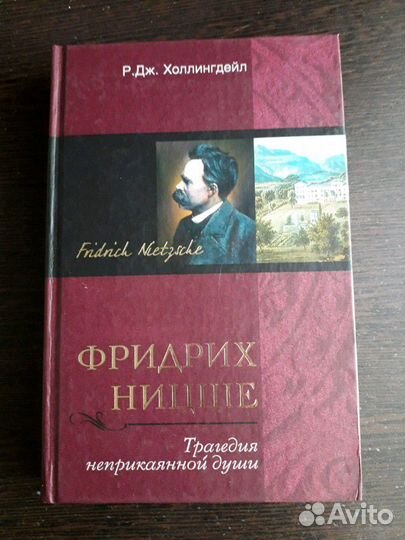 Р.Дж. Холлингдейл
Fridrich Nietzsche
ФРИДРИХ
НИЦШЕ
Трагедия
неприкаянной души
Avito